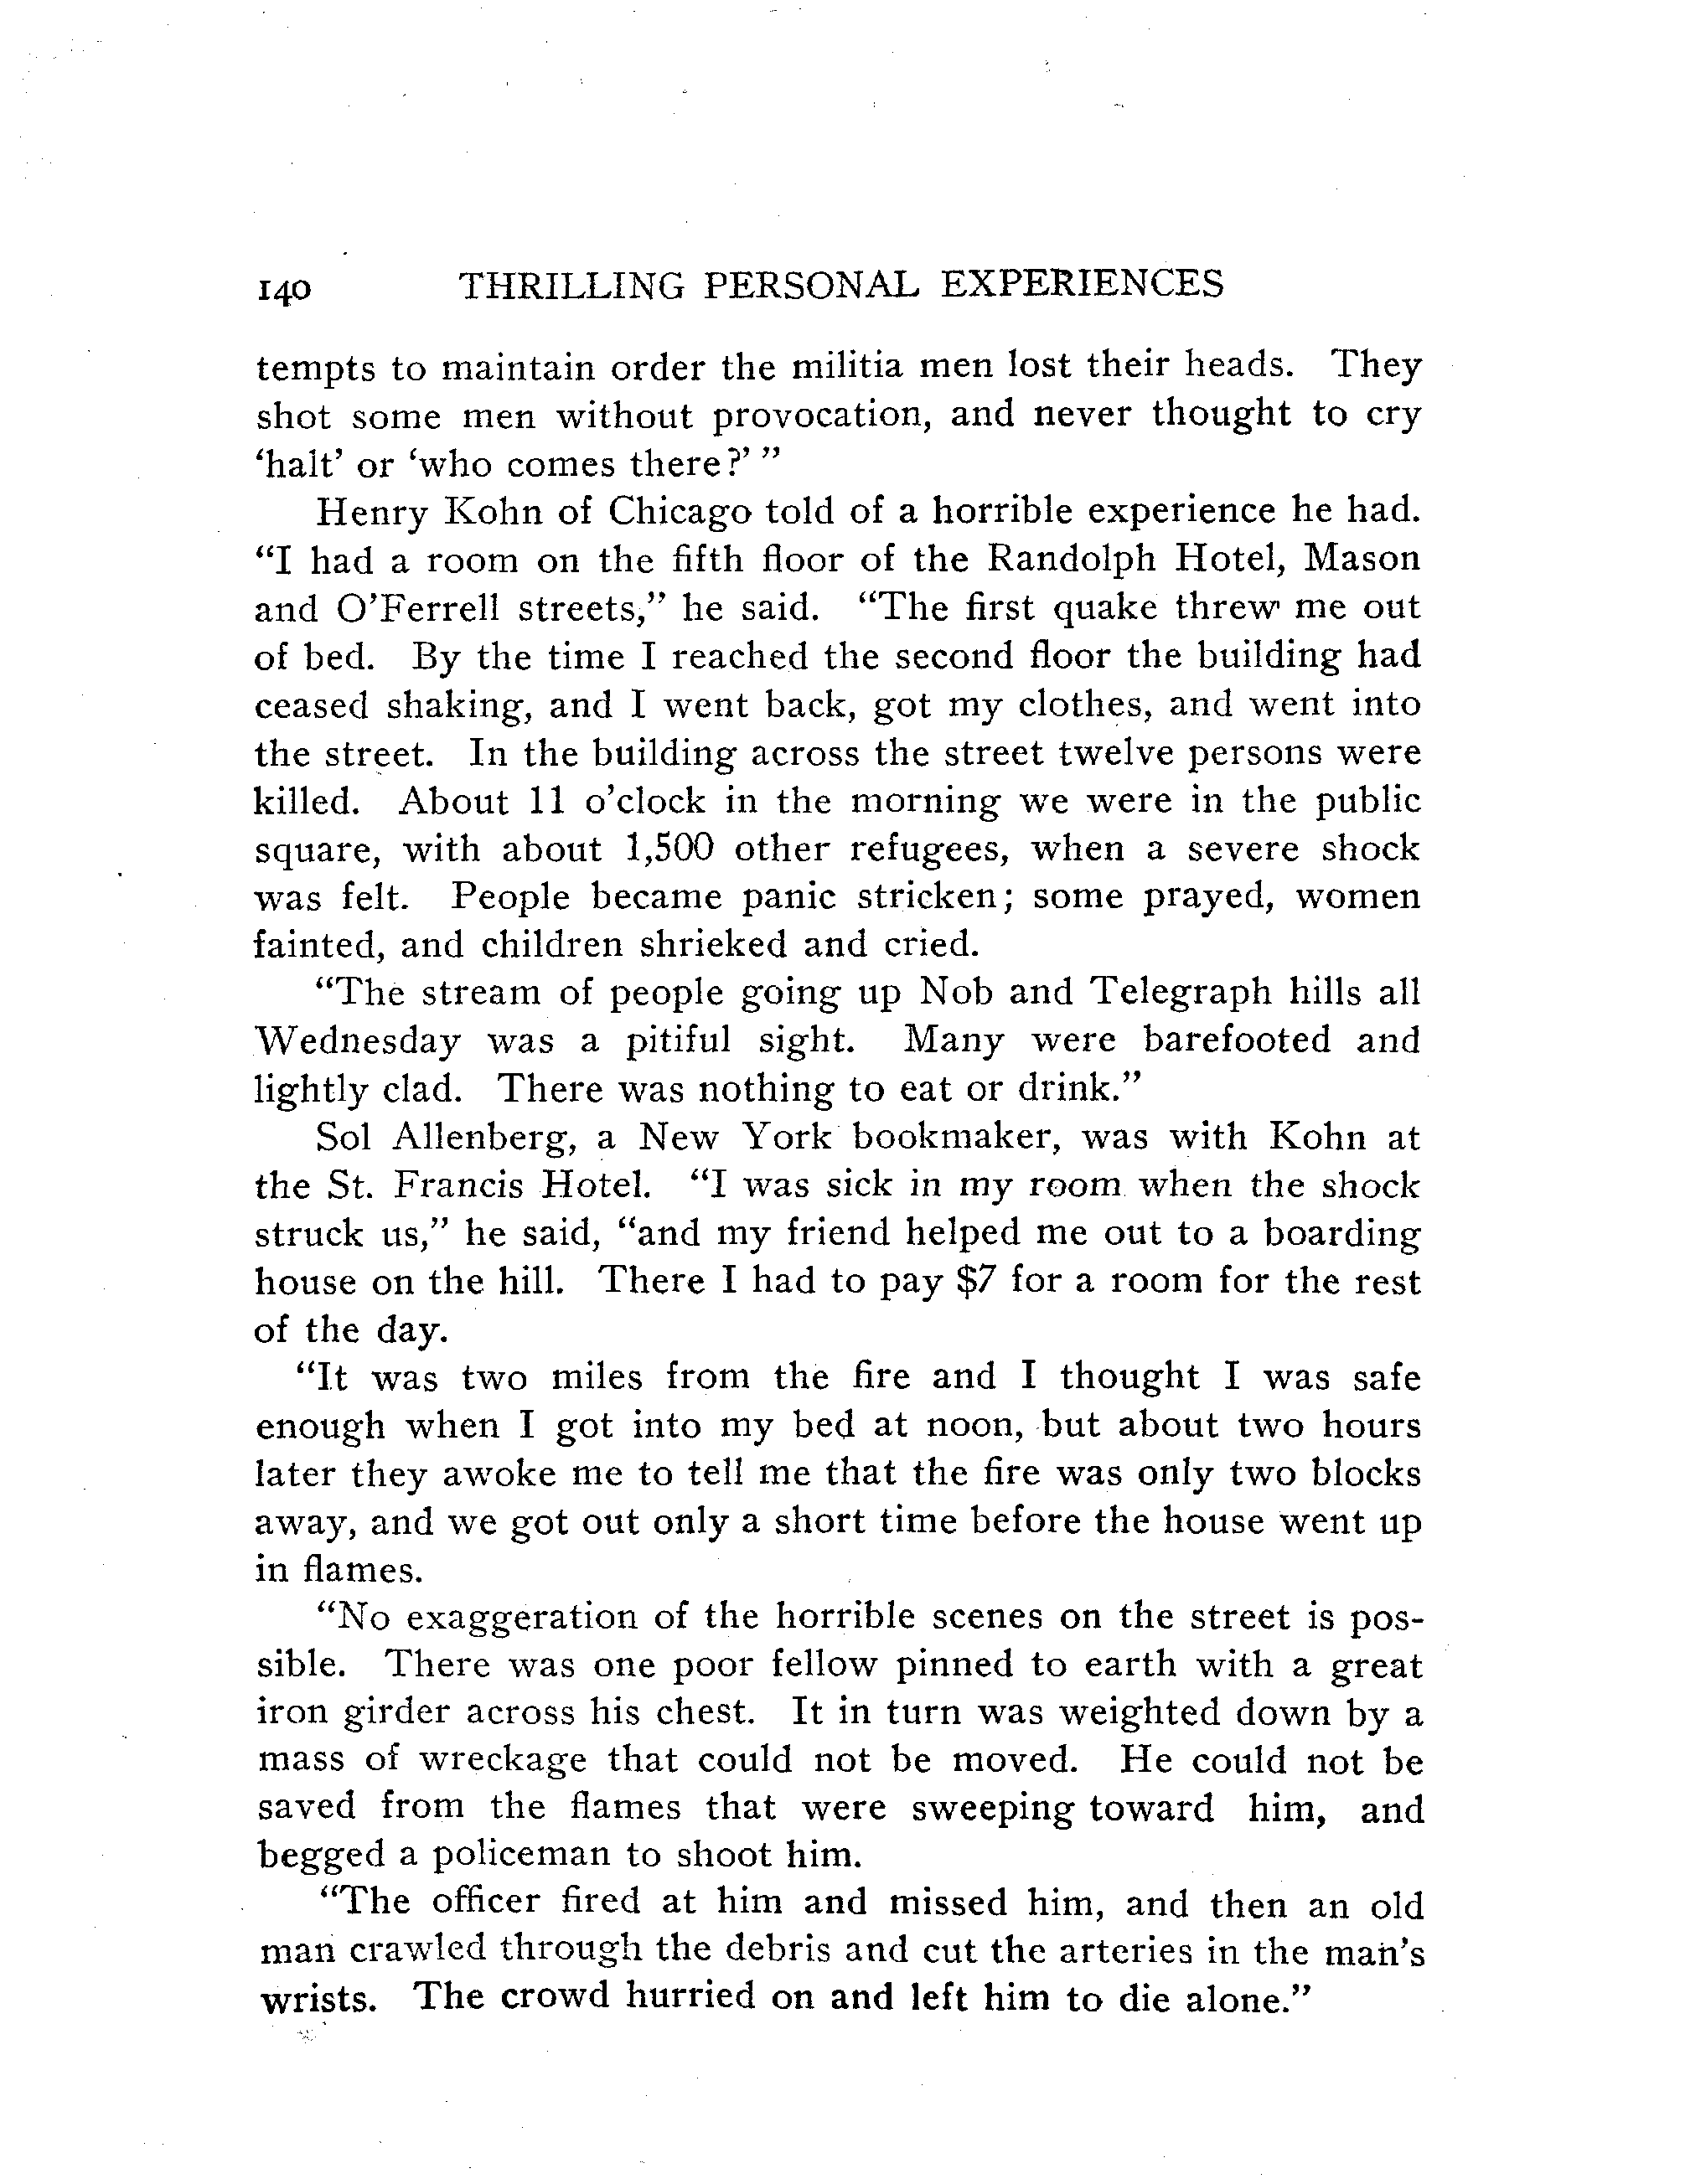 140 THRILLING PERSONAL EXPERIENCES
tempts to maintain order the militia men lost their heads. They
shot some men without provocation, and never thought to cry
‘halt’ or ‘who comes there?’ ”
Henry Kohn of Chicago told of a horrible experience he had.
“I had a room on the fifth floor of the Randolph Hotel, Mason
and O’Ferrell streets,” he said. “The first quake threw me out
of bed. By the time I reached the second floor the building had
ceased shaking, and I went back, got my clothes, and went into
the street. In the building across the street twelve persons were
killed. About 11 o’clock in the morning we were in the public
square, with about 1,500 other refugees, when a severe shock
was felt. People became panic stricken; some prayed, women
fainted, and children shrieked and cried.
“The stream of people going up Nob and Telegraph hills all
Wednesday was a pitiful sight. Many were barefooted and
lightly clad. There was nothing to eat or drink.”
Sol Allenberg, a New York bookmaker, was with Kohn at
the St. Francis Hotel. “I was sick in my room when the shock
struck us,” he said, “and my friend helped me out to a boarding
house on the hill. There I had to pay $7 for a room for the rest
of the day.
“It was two miles from the fire and I thought I was safe
enough when I got into my bed at noon, but about two hours
later they awoke me to tell me that the fire was only two blocks
away, and we got out only a short time before the house went up
in flames.
“No exaggeration of the horrible scenes on the street is pos-
sible. There was one poor fellow pinned to earth with a great
iron girder across his chest. It in turn was weighted down by a
mass of wreckage that could not be moved. He could not be
saved from the flames that were sweeping toward him, and
begged a policeman to shoot him.
“The officer fired at him and missed him, and then an old
man crawled through the debris and cut the arteries in the man’s
wrists. The crowd hurried on and left him to die alone.”